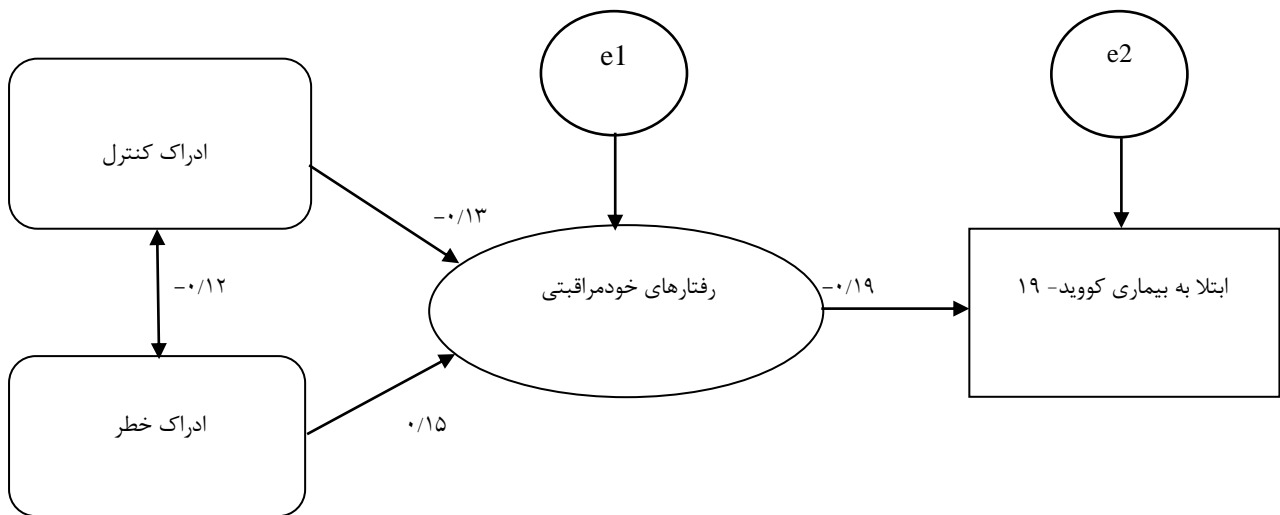 e1
e2
ادراک کنترل
−۰/۱۳
−۰/۱۲
رفتارهای خودمراقبتی
−۰/۱۹
ابتلا به بیماری کووید- ۱۹
ادراک خطر
۰/۱۵